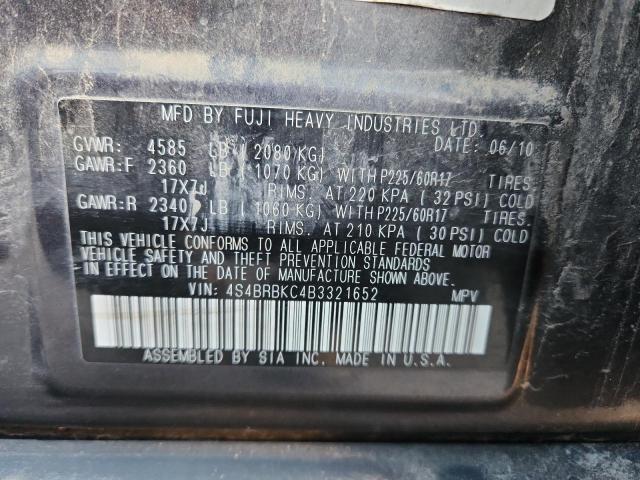 MFD BY FUJI HEAVY INDUSTRIES LTD.
GVWR: 4585 LB ( 2080 KG) DATE: 06/10
GAWR:F 2360 LB ( 1070 KG) WITH P225/60R17 TIRES
17X7J RIMS, AT 220 KPA ( 32 PSI) COLD
GAWR:R 2340 LB ( 1060 KG) WITH P225/60R17 TIRES.
17X7J RIMS, AT 210 KPA ( 30 PSI) COLD
THIS VEHICLE CONFORMS TO ALL APPLICABLE FEDERAL MOTOR
VEHICLE SAFETY AND THEFT PREVENTION STANDARDS
IN EFFECT ON THE DATE OF MANUFACTURE SHOWN ABOVE.
VIN: 4S4BRBKC4B3321652 MPV
ASSEMBLED BY SIA INC. MADE IN U.S.A.